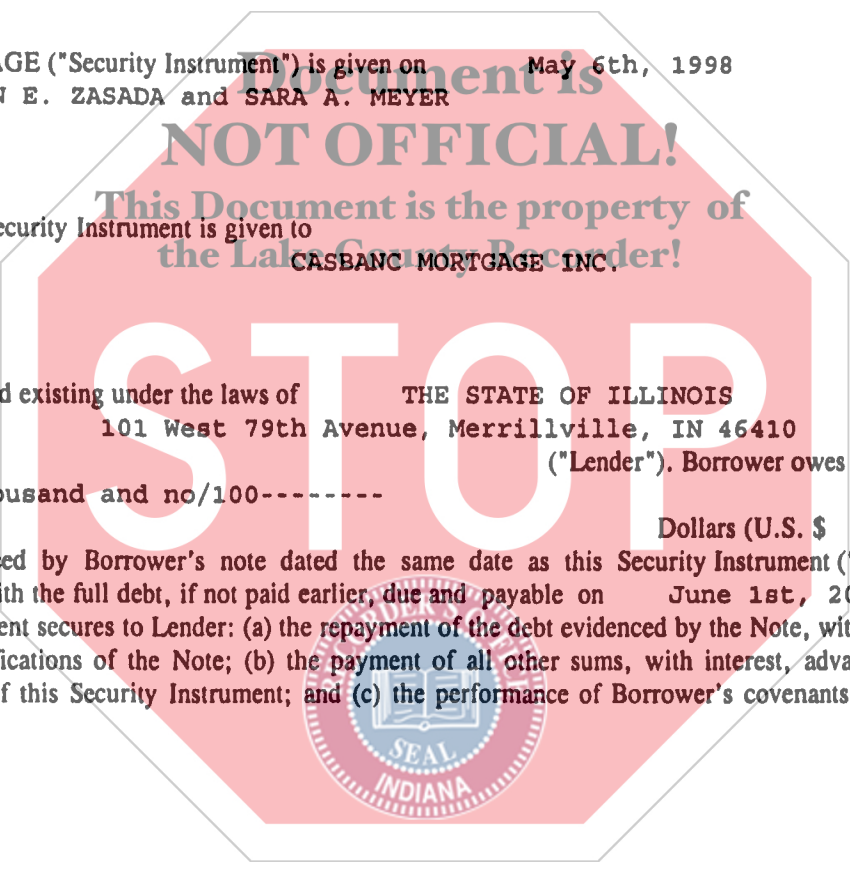 AGE ("Security Instrument") is given on May 6th, 1998
Document is
N E. ZASADA and SARA A. MEYER
NOT OFFICIAL!
This Document is the property of
ecurity Instrument is given to
the Lake County Recorder!
CASBANC MORTGAGE INC.
STOP
d existing under the laws of THE STATE OF ILLINOIS
101 West 79th Avenue, Merrillville, IN 46410
("Lender"). Borrower owes
ousand and no/100--------
Dollars (U.S. $
ced by Borrower's note dated the same date as this Security Instrument ("
ith the full debt, if not paid earlier, due and payable on June 1st, 20
ent secures to Lender: (a) the repayment of the debt evidenced by the Note, wit
fications of the Note; (b) the payment of all other sums, with interest, adva
f this Security Instrument; and (c) the performance of Borrower's covenants
RECORDER'S OFFICE
SEAL
INDIANA